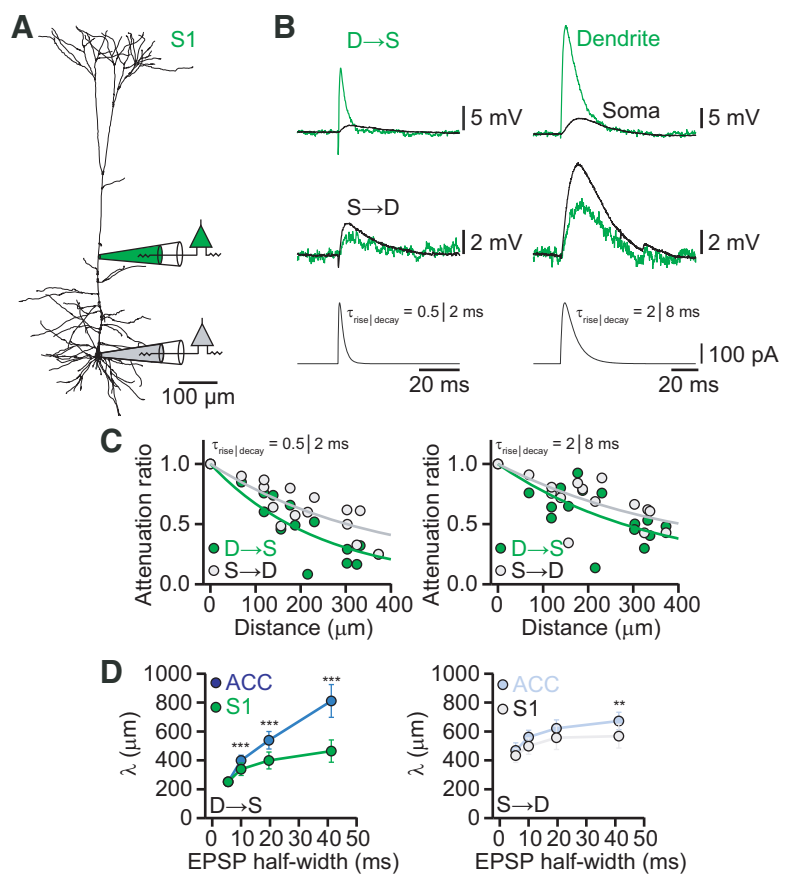 A
S1
100 µm
B
D→S
5 mV
Dendrite
Soma
5 mV
S→D
2 mV
2 mV
τrise|decay = 0.5|2 ms
20 ms
τrise|decay = 2|8 ms
100 pA
20 ms
C
τrise|decay = 0.5|2 ms
Attenuation ratio
1.0
0.5
0.0
D→S
S→D
0 100 200 300 400
Distance (µm)
τrise|decay = 2|8 ms
Attenuation ratio
1.0
0.5
0.0
D→S
S→D
0 100 200 300 400
Distance (µm)
D
λ (µm)
1000
800
600
400
200
0
ACC
S1
***
***
***
D→S
0 10 20 30 40 50
EPSP half-width (ms)
λ (µm)
1000
800
600
400
200
0
ACC
S1
**
S→D
0 10 20 30 40 50
EPSP half-width (ms)